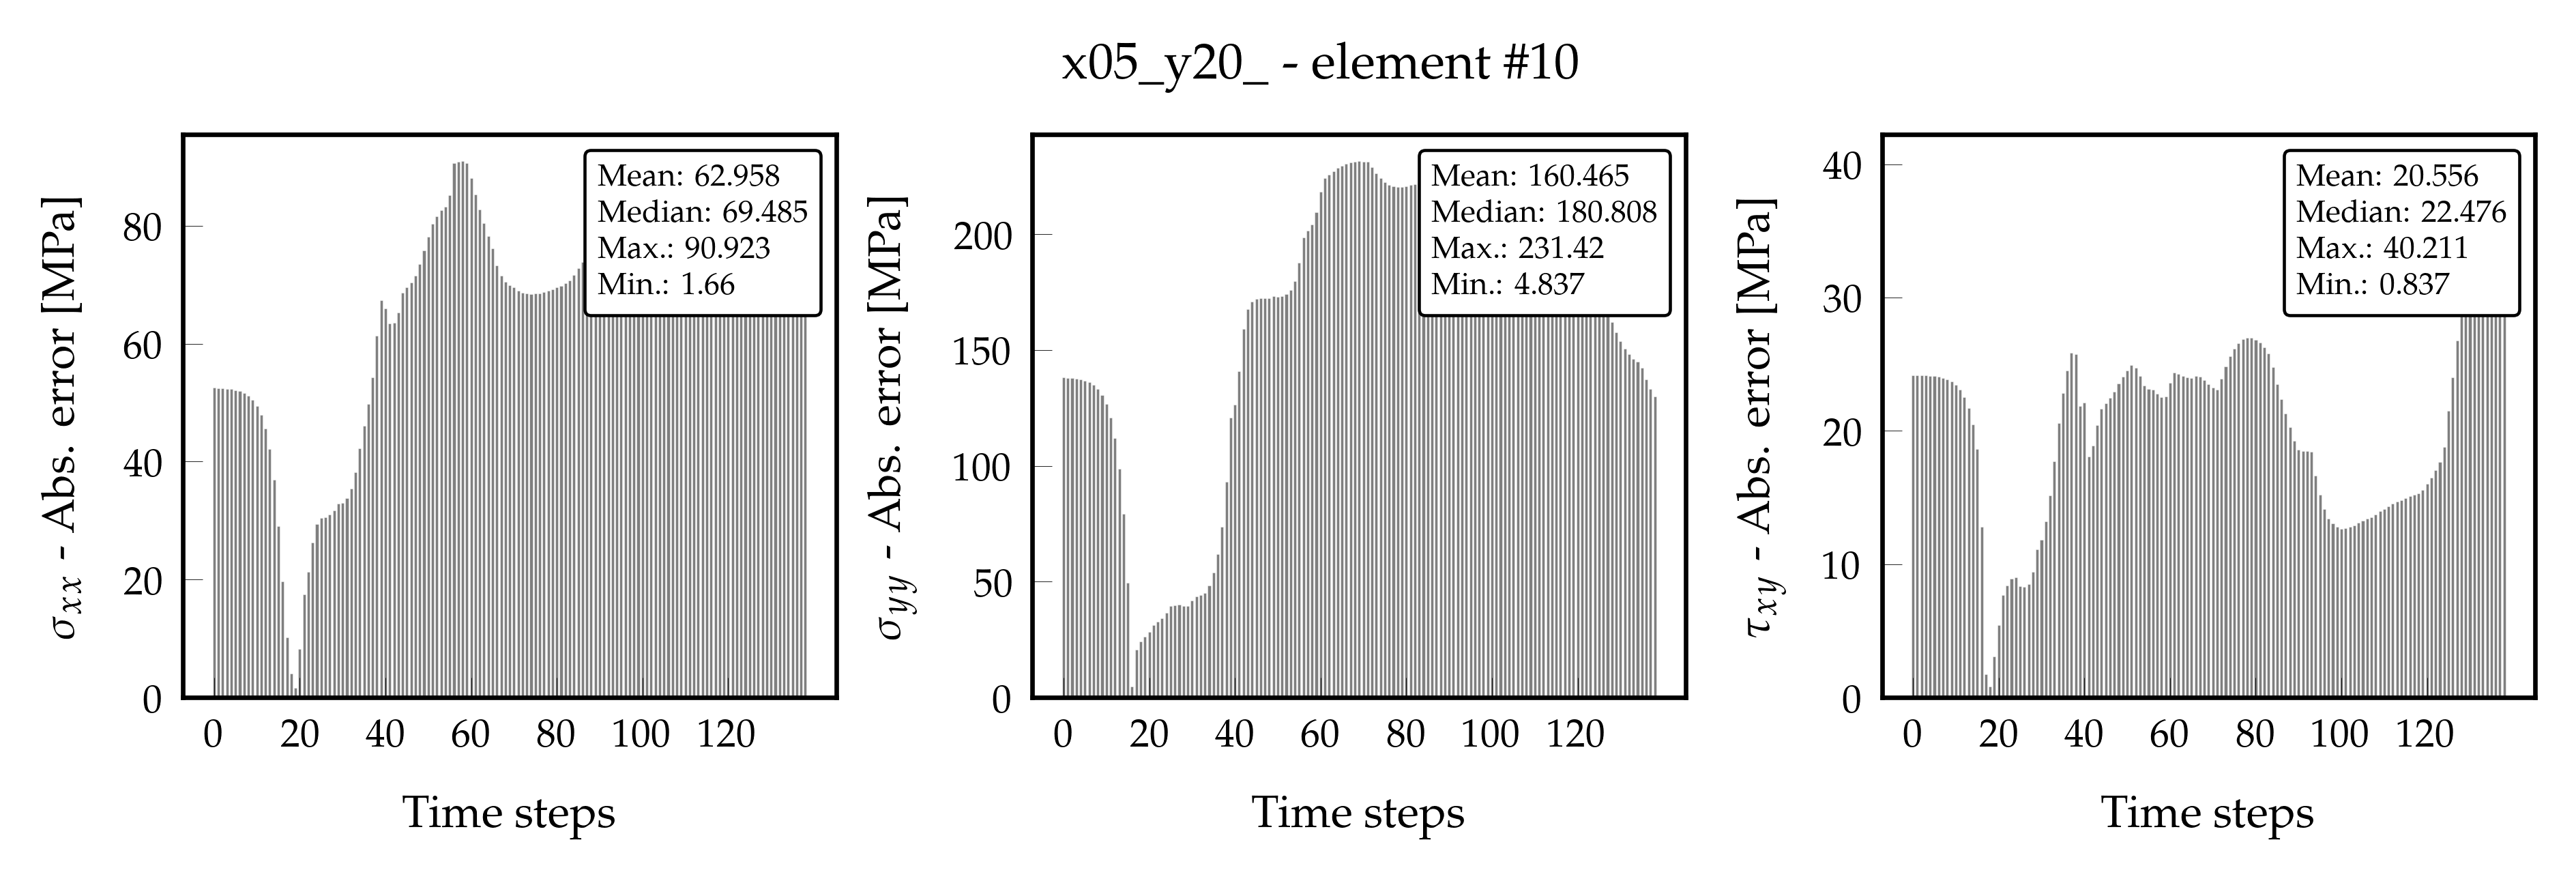 x05_y20_ - element #10
σxx - Abs. error [MPa]
80
60
40
20
0
Mean: 62.958
Median: 69.485
Max.: 90.923
Min.: 1.66
0 20 40 60 80 100 120
Time steps
σyy - Abs. error [MPa]
200
150
100
50
0
Mean: 160.465
Median: 180.808
Max.: 231.42
Min.: 4.837
0 20 40 60 80 100 120
Time steps
τxy - Abs. error [MPa]
40
30
20
10
0
Mean: 20.556
Median: 22.476
Max.: 40.211
Min.: 0.837
0 20 40 60 80 100 120
Time steps